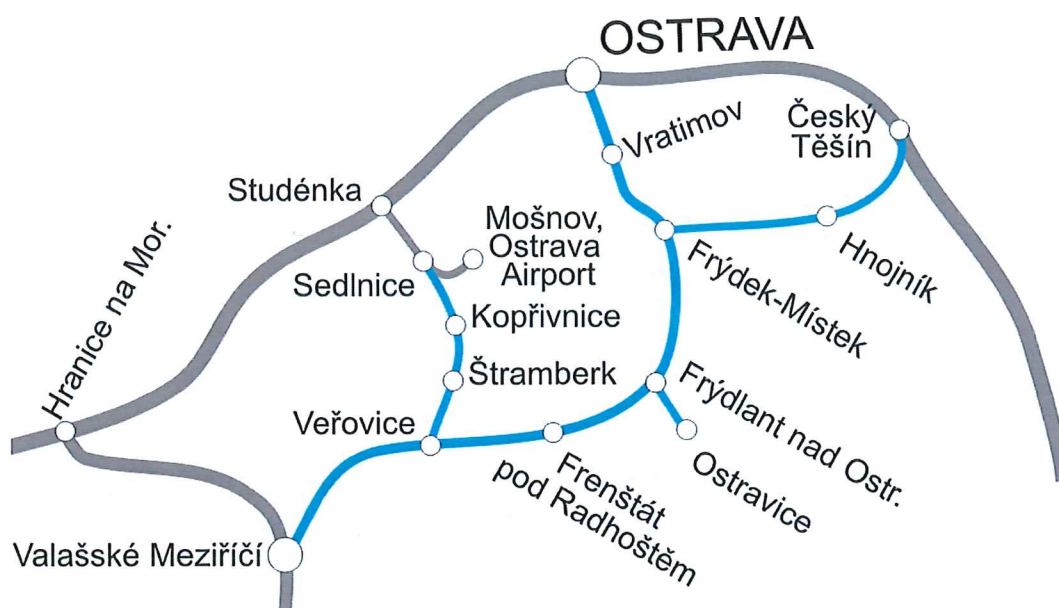 OSTRAVA
Vratimov
Český
Těšín
Studénka
Mošnov,
Ostrava
Airport
Sedlnice
Hnojník
Frýdek-Místek
Kopřivnice
Hranice na Mor.
Štramberk
Frýdlant nad Ostr.
Veřovice
Ostravice
Frenštát
pod Radhoštěm
Valašské Meziříčí